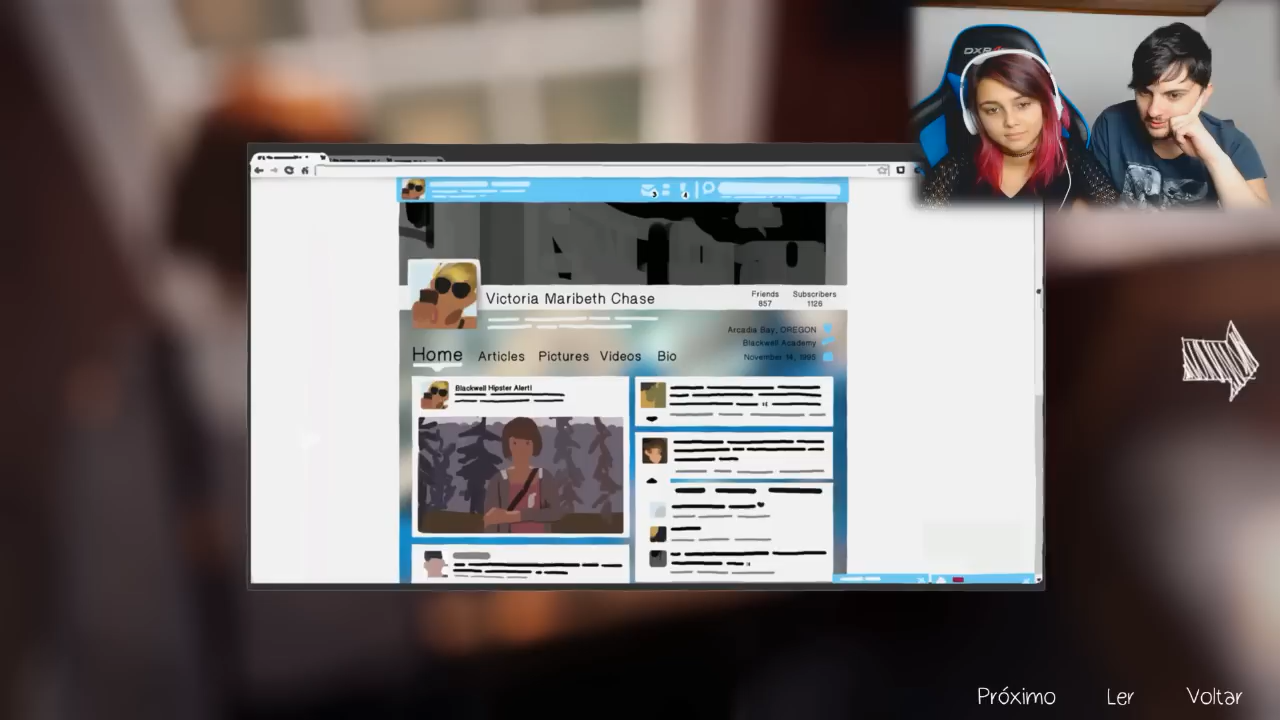 DXR
Victoria Maribeth Chase
Friends
857
Subscribers
1126
Arcadia Bay, OREGON
Blackwell Academy
November 14, 1995
Home Articles Pictures Videos Bio
Blackwell Hipster Alert!
Próximo Ler Voltar